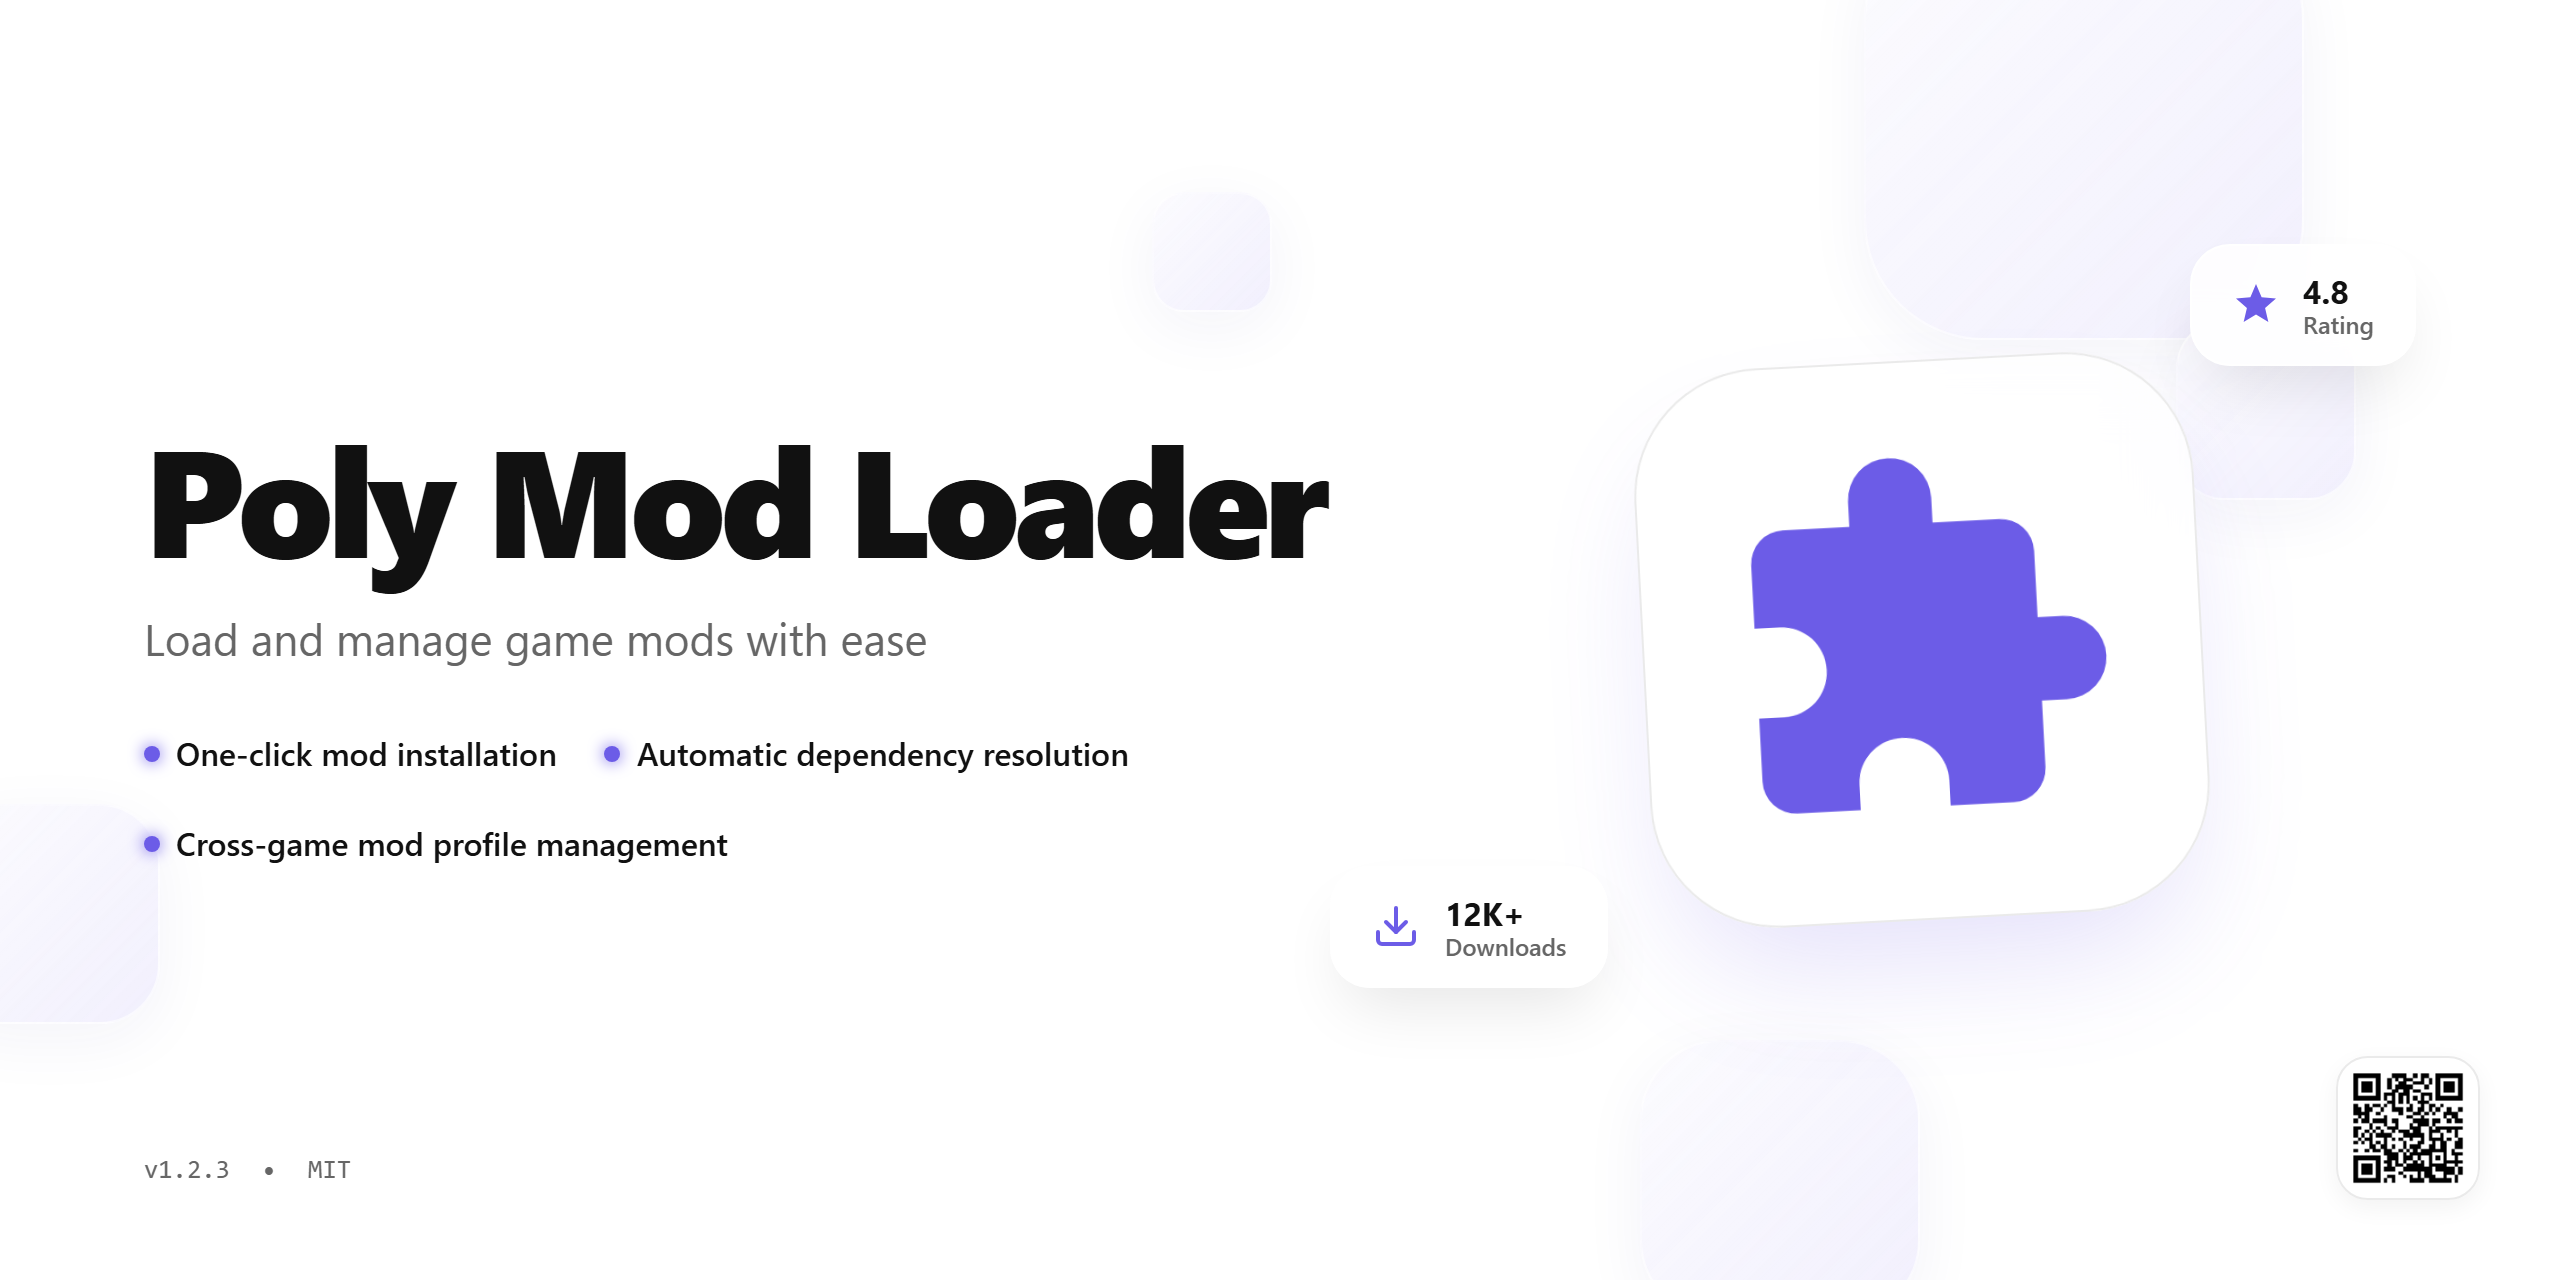 Poly Mod Loader
Load and manage game mods with ease
One-click mod installation
Automatic dependency resolution
Cross-game mod profile management
4.8
Rating
12K+
Downloads
v1.2.3 • MIT